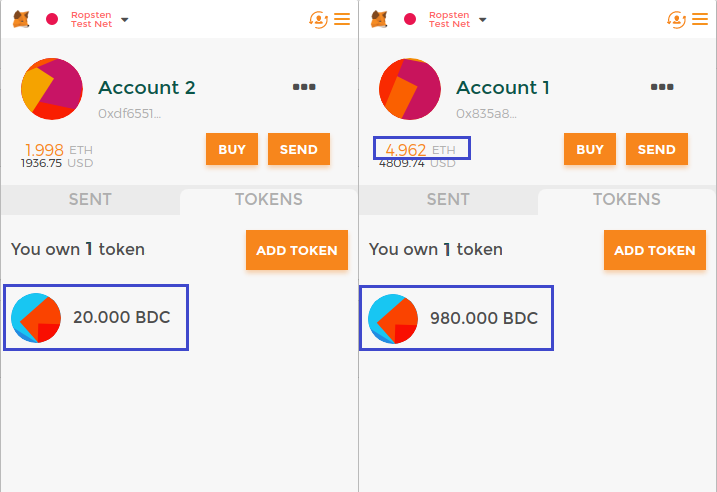 Ropsten
Test Net
Account 2
0xdf6551...
1.998 ETH
1936.75 USD
BUY
SEND
SENT
TOKENS
You own 1 token
ADD TOKEN
20.000 BDC
Ropsten
Test Net
Account 1
0x835a8...
4.962 ETH
4809.74 USD
BUY
SEND
SENT
TOKENS
You own 1 token
ADD TOKEN
980.000 BDC